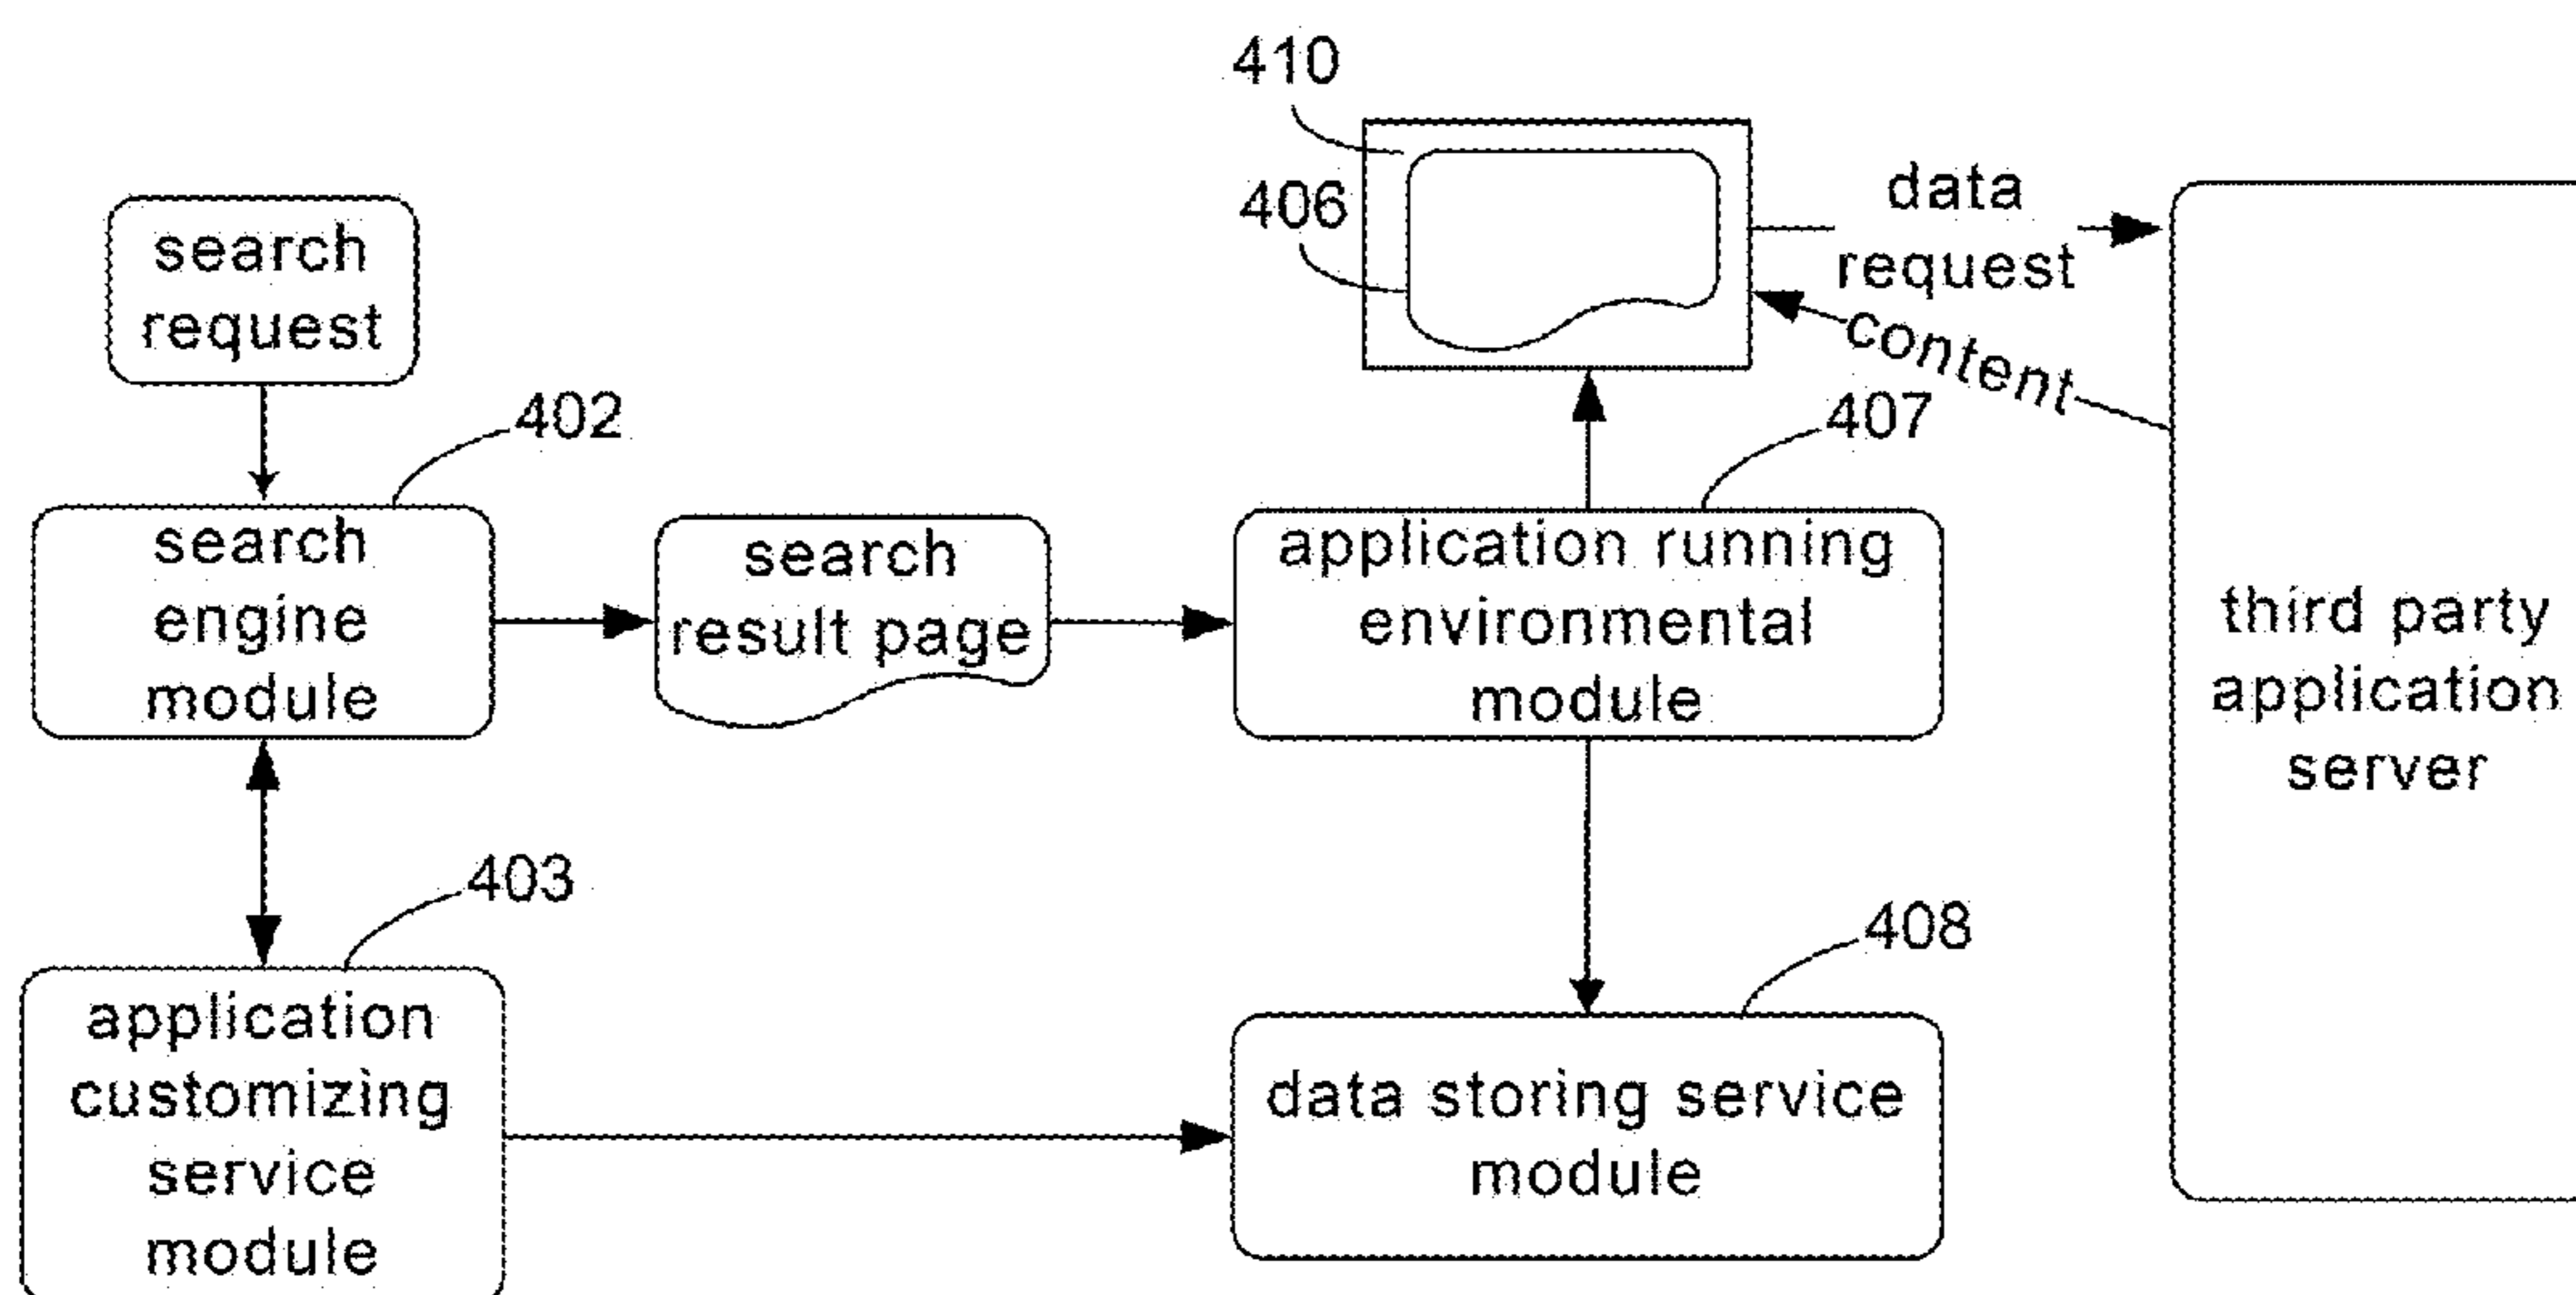 410
406
data
request
content
search
request
402
407
search
engine
module
search
result page
application running
environmental
module
third party
application
server
403
408
application
customizing
service
module
data storing service
module